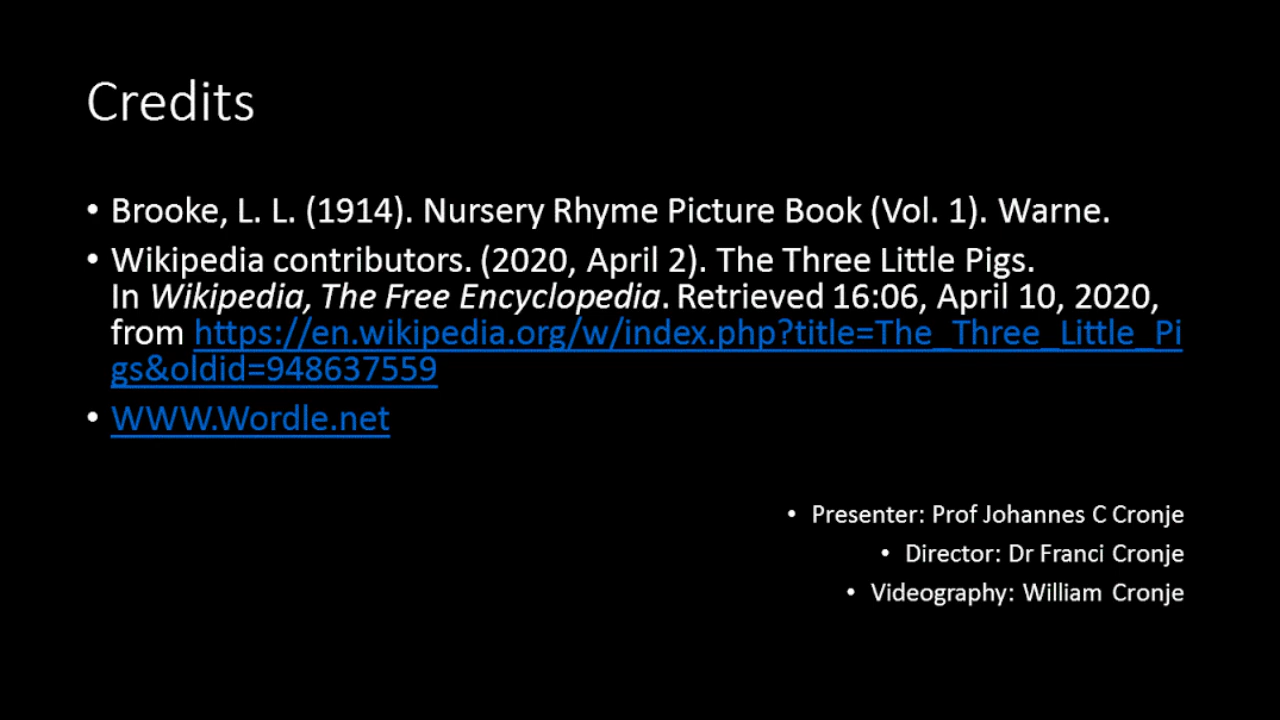 Credits
• Brooke, L. L. (1914). Nursery Rhyme Picture Book (Vol. 1). Warne.
• Wikipedia contributors. (2020, April 2). The Three Little Pigs.
In Wikipedia, The Free Encyclopedia. Retrieved 16:06, April 10, 2020,
from https://en.wikipedia.org/w/index.php?title=The_Three_Little_Pi
gs&oldid=948637559
• WWW.Wordle.net
• Presenter: Prof Johannes C Cronje
• Director: Dr Franci Cronje
• Videography: William Cronje